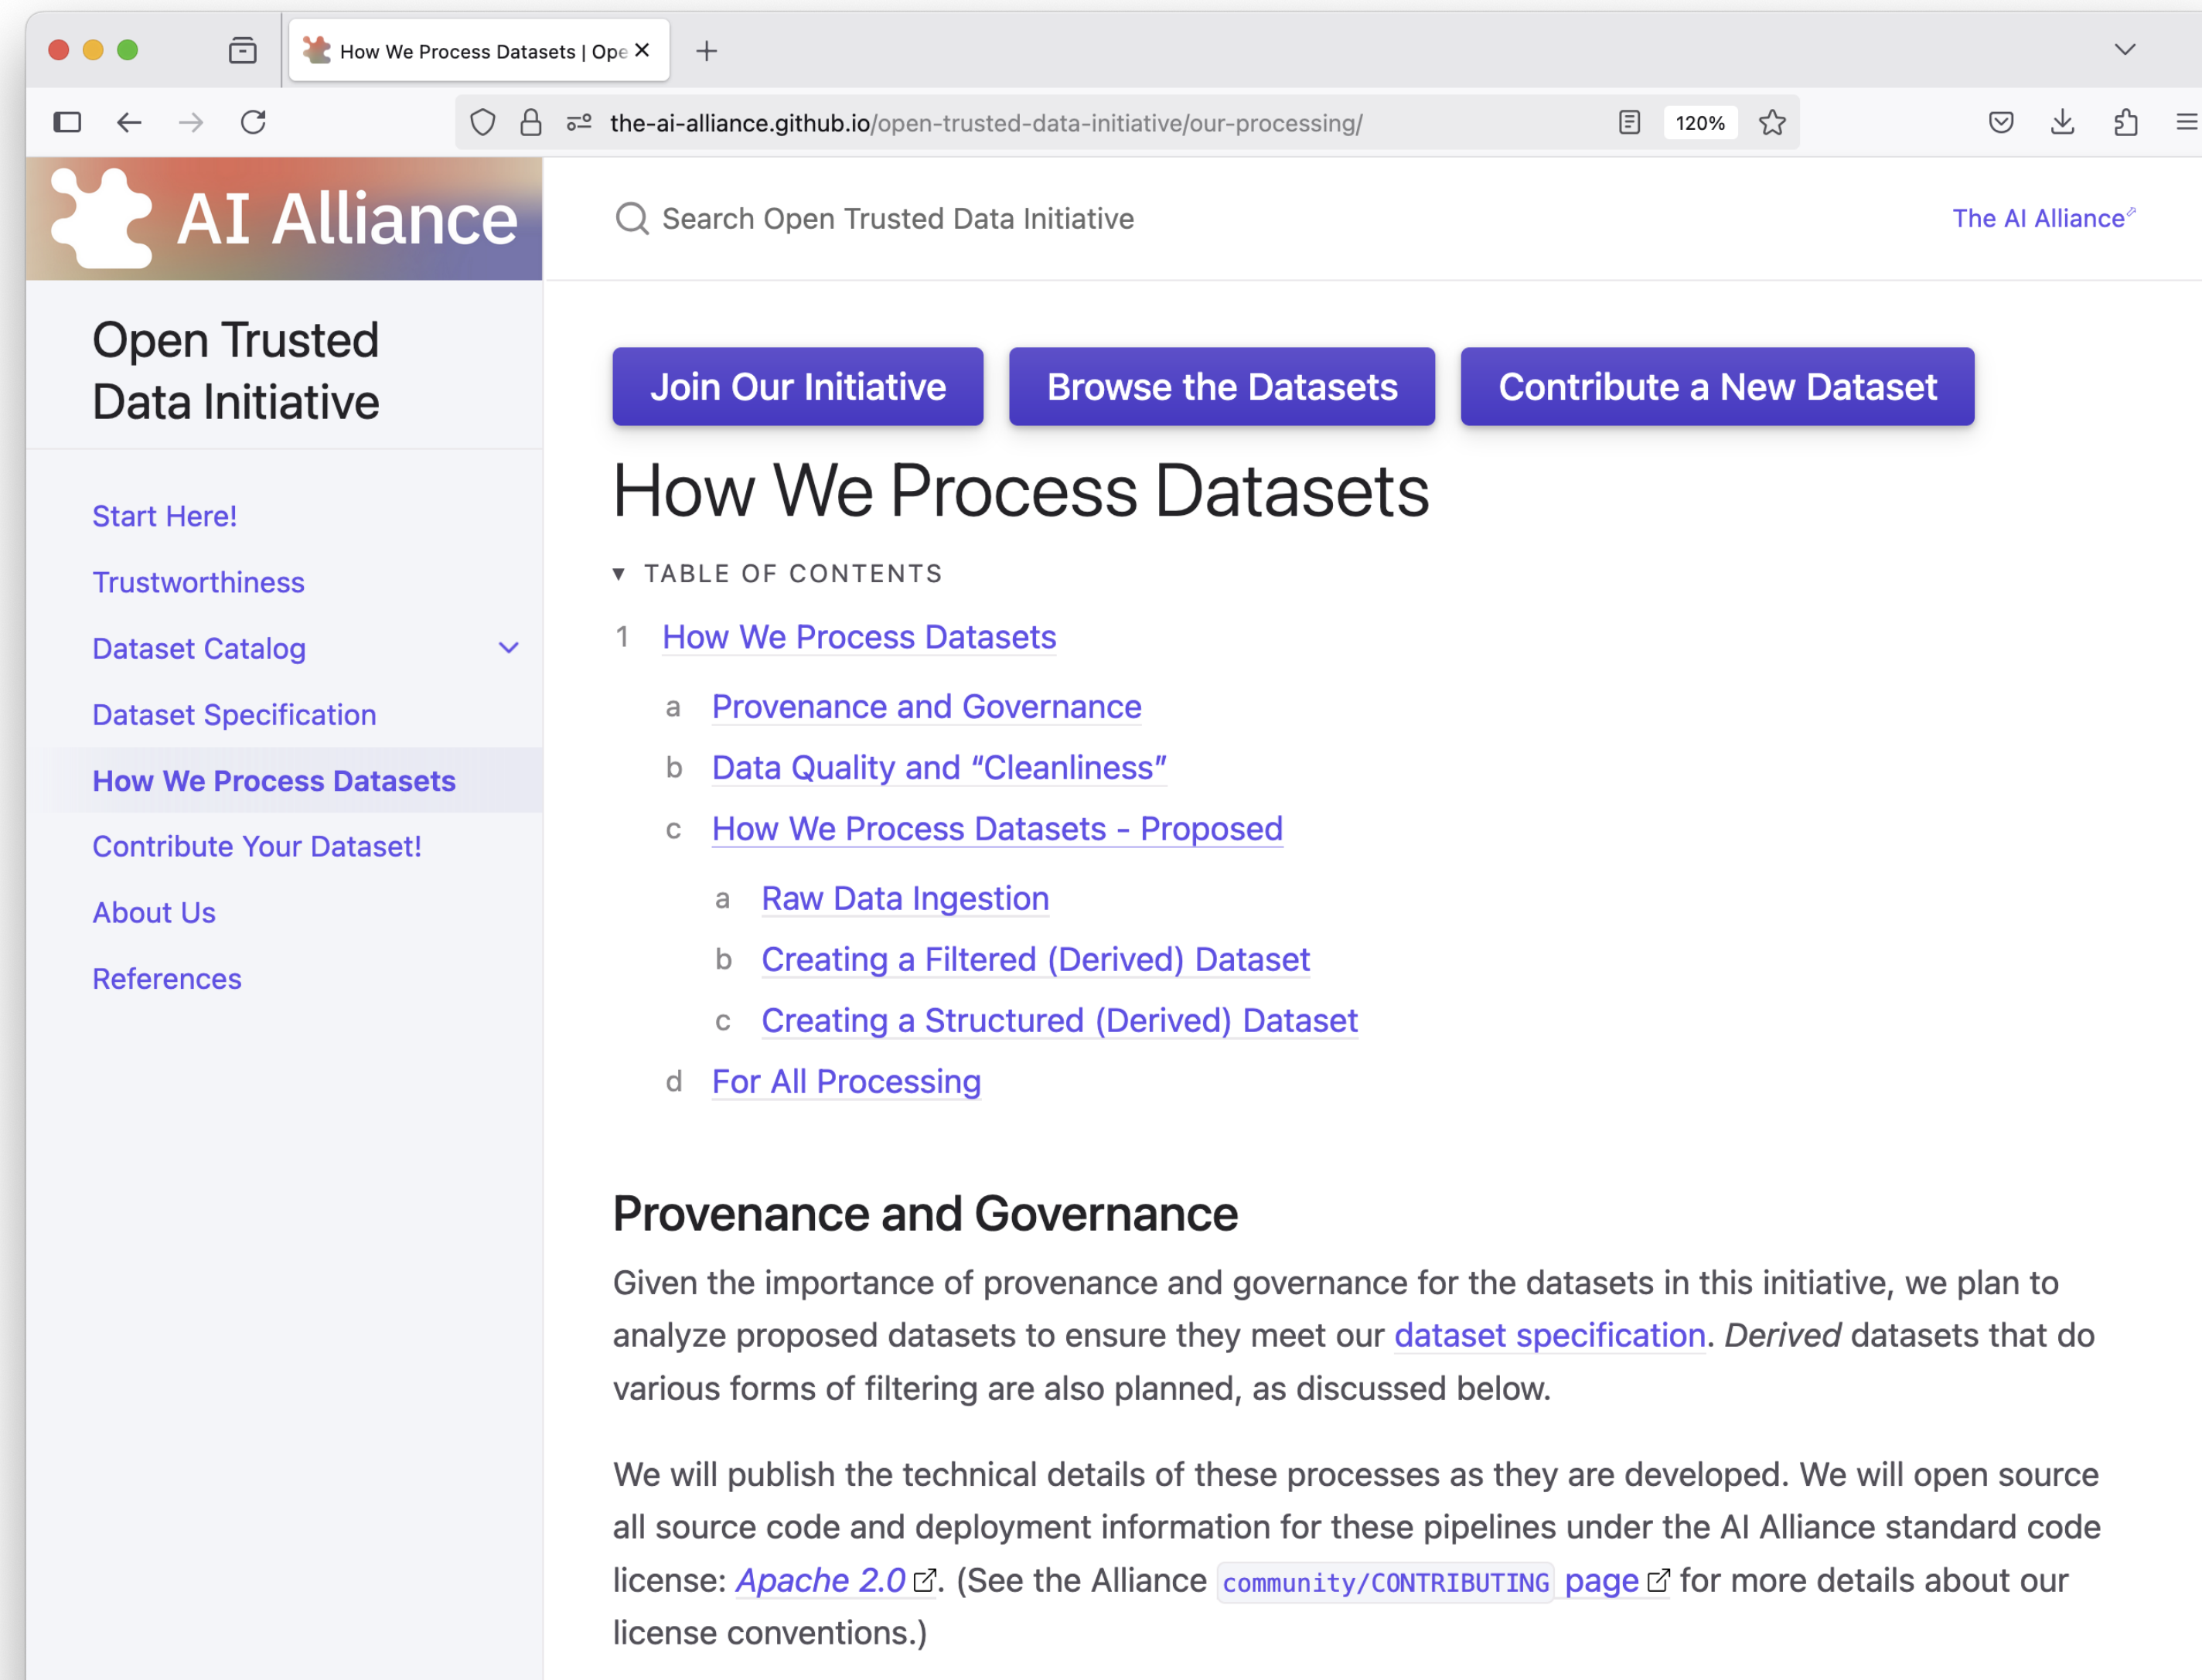 How We Process Datasets | Ope
the-ai-alliance.github.io/open-trusted-data-initiative/our-processing/
120%
AI Alliance
Search Open Trusted Data Initiative
The AI Alliance
Open Trusted
Data Initiative
Start Here!
Trustworthiness
Dataset Catalog
Dataset Specification
How We Process Datasets
Contribute Your Dataset!
About Us
References
Join Our Initiative
Browse the Datasets
Contribute a New Dataset
How We Process Datasets
TABLE OF CONTENTS
1 How We Process Datasets
a Provenance and Governance
b Data Quality and “Cleanliness”
c How We Process Datasets - Proposed
a Raw Data Ingestion
b Creating a Filtered (Derived) Dataset
c Creating a Structured (Derived) Dataset
d For All Processing
Provenance and Governance
Given the importance of provenance and governance for the datasets in this initiative, we plan to
analyze proposed datasets to ensure they meet our dataset specification. Derived datasets that do
various forms of filtering are also planned, as discussed below.
We will publish the technical details of these processes as they are developed. We will open source
all source code and deployment information for these pipelines under the AI Alliance standard code
license: Apache 2.0. (See the Alliance community/CONTRIBUTING page for more details about our
license conventions.)